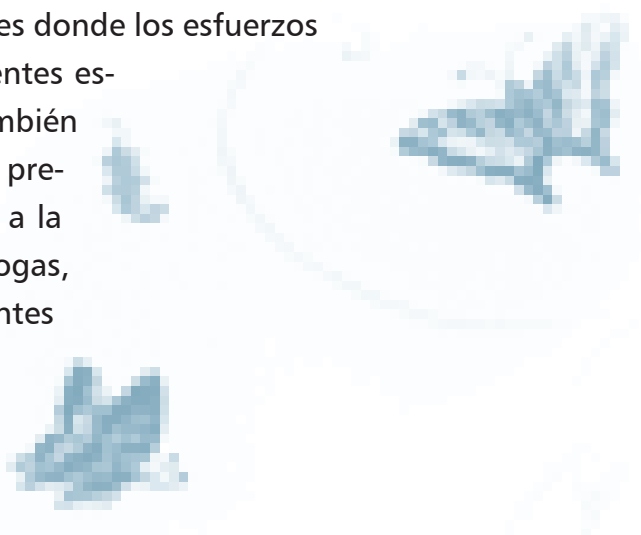 es donde los esfuerzos
entes es-
mbién
pre-
a la
ogas,
ntes